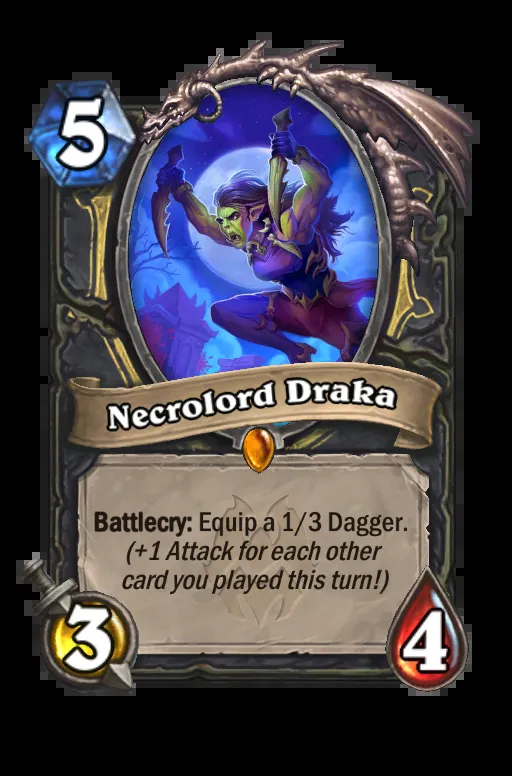 5
Necrolord Draka
Battlecry: Equip a 1/3 Dagger.
(+1 Attack for each other
card you played this turn!)
3
4